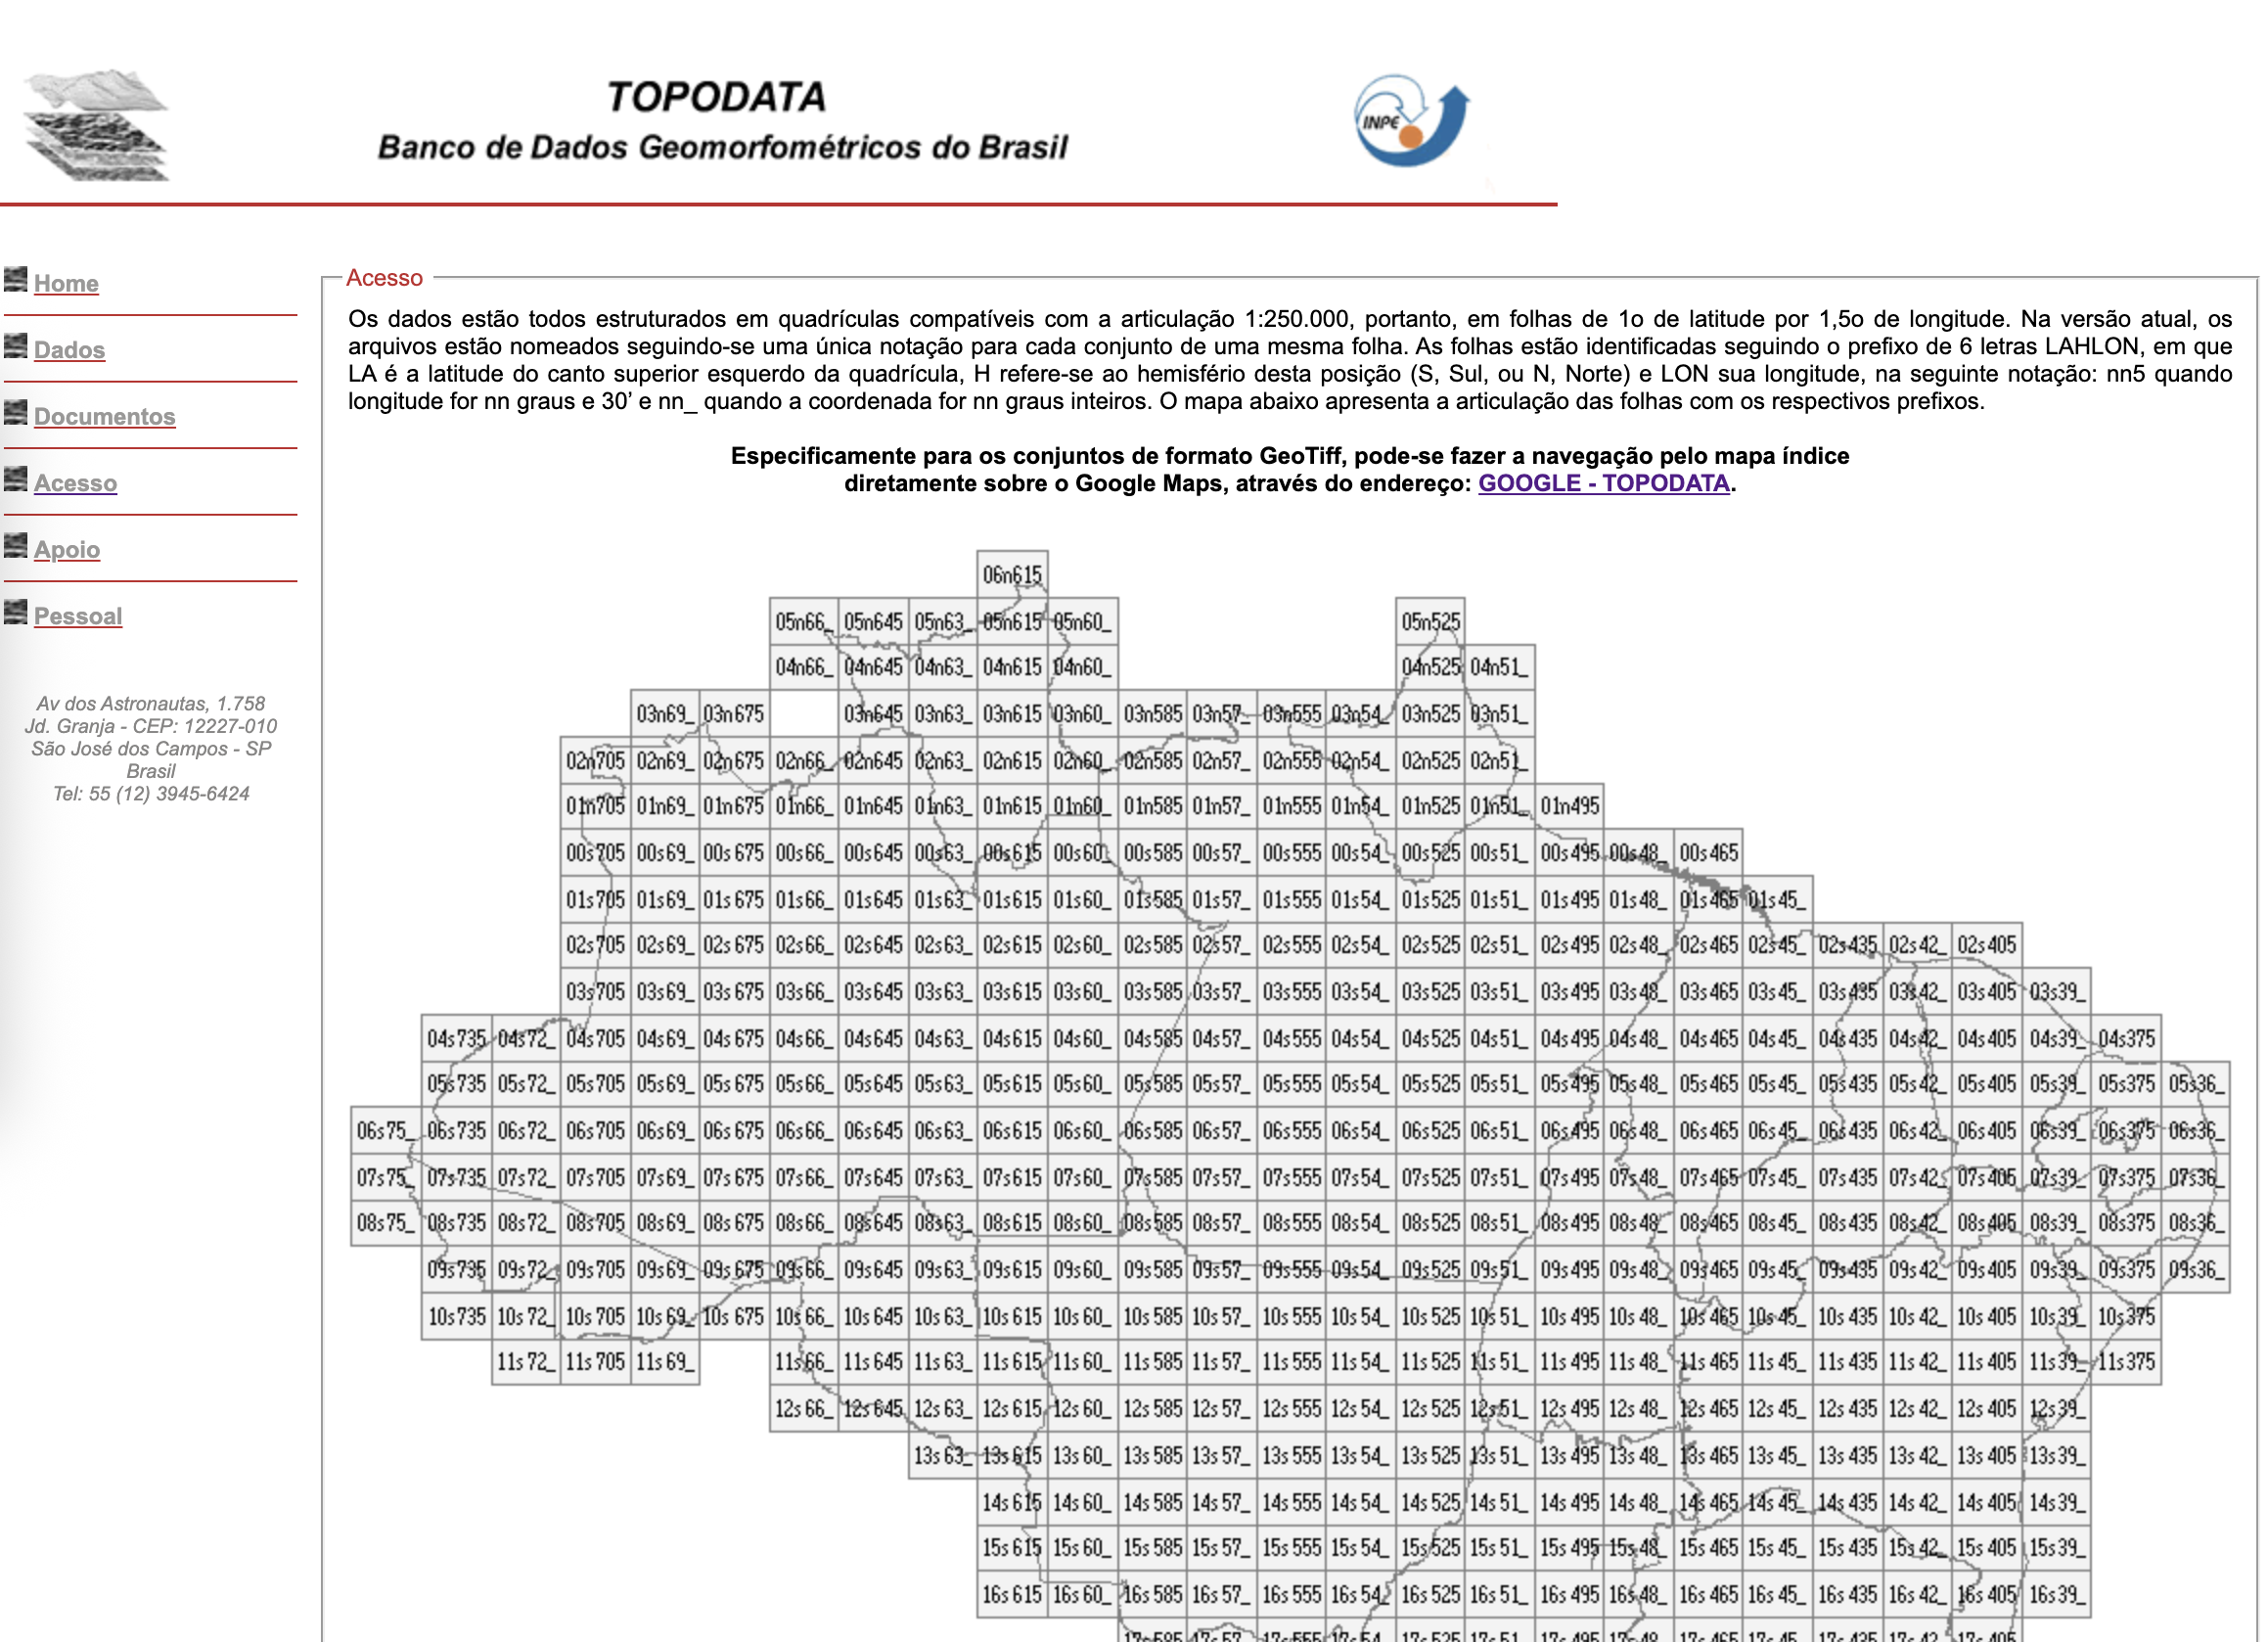 TOPODATA
Banco de Dados Geomorfométricos do Brasil
INPE
Home
Dados
Documentos
Acesso
Apoio
Pessoal
Av dos Astronautas, 1.758
Jd. Granja - CEP: 12227-010
São José dos Campos - SP
Brasil
Tel: 55 (12) 3945-6424
Acesso
Os dados estão todos estruturados em quadrículas compatíveis com a articulação 1:250.000, portanto, em folhas de 1o de latitude por 1,5o de longitude. Na versão atual, os
arquivos estão nomeados seguindo-se uma única notação para cada conjunto de uma mesma folha. As folhas estão identificadas seguindo o prefixo de 6 letras LAHLON, em que
LA é a latitude do canto superior esquerdo da quadrícula, H refere-se ao hemisfério desta posição (S, Sul, ou N, Norte) e LON sua longitude, na seguinte notação: nn5 quando
longitude for nn graus e 30’ e nn_ quando a coordenada for nn graus inteiros. O mapa abaixo apresenta a articulação das folhas com os respectivos prefixos.
Especificamente para os conjuntos de formato GeoTiff, pode-se fazer a navegação pelo mapa índice
diretamente sobre o Google Maps, através do endereço: GOOGLE - TOPODATA.
06n615
05n66_ 05n645 05n63_ 05n615 05n60_ 05n525
04n66_ 04n645 04n63_ 04n615 04n60_ 04n525 04n51_
03n69_ 03n675 03n645 03n63_ 03n615 03n60_ 03n585 03n57_ 03n555 03n54_ 03n525 03n51_
02n705 02n69_ 02n675 02n66_ 02n645 02n63_ 02n615 02n60_ 02n585 02n57_ 02n555 02n54_ 02n525 02n51_
01n705 01n69_ 01n675 01n66_ 01n645 01n63_ 01n615 01n60_ 01n585 01n57_ 01n555 01n54_ 01n525 01n51_ 01n495
00s705 00s69_ 00s675 00s66_ 00s645 00s63_ 00s615 00s60_ 00s585 00s57_ 00s555 00s54_ 00s525 00s51_ 00s495 00s48_ 00s465
01s705 01s69_ 01s675 01s66_ 01s645 01s63_ 01s615 01s60_ 01s585 01s57_ 01s555 01s54_ 01s525 01s51_ 01s495 01s48_ 01s465 01s45_
02s705 02s69_ 02s675 02s66_ 02s645 02s63_ 02s615 02s60_ 02s585 02s57_ 02s555 02s54_ 02s525 02s51_ 02s495 02s48_ 02s465 02s45_ 02s435 02s42_ 02s405
03s705 03s69_ 03s675 03s66_ 03s645 03s63_ 03s615 03s60_ 03s585 03s57_ 03s555 03s54_ 03s525 03s51_ 03s495 03s48_ 03s465 03s45_ 03s435 03s42_ 03s405 03s39_
04s735 04s72_ 04s705 04s69_ 04s675 04s66_ 04s645 04s63_ 04s615 04s60_ 04s585 04s57_ 04s555 04s54_ 04s525 04s51_ 04s495 04s48_ 04s465 04s45_ 04s435 04s42_ 04s405 04s39_ 04s375
05s735 05s72_ 05s705 05s69_ 05s675 05s66_ 05s645 05s63_ 05s615 05s60_ 05s585 05s57_ 05s555 05s54_ 05s525 05s51_ 05s495 05s48_ 05s465 05s45_ 05s435 05s42_ 05s405 05s39_ 05s375 05s36_
06s75_ 06s735 06s72_ 06s705 06s69_ 06s675 06s66_ 06s645 06s63_ 06s615 06s60_ 06s585 06s57_ 06s555 06s54_ 06s525 06s51_ 06s495 06s48_ 06s465 06s45_ 06s435 06s42_ 06s405 06s39_ 06s375 06s36_
07s75_ 07s735 07s72_ 07s705 07s69_ 07s675 07s66_ 07s645 07s63_ 07s615 07s60_ 07s585 07s57_ 07s555 07s54_ 07s525 07s51_ 07s495 07s48_ 07s465 07s45_ 07s435 07s42_ 07s405 07s39_ 07s375 07s36_
08s75_ 08s735 08s72_ 08s705 08s69_ 08s675 08s66_ 08s645 08s63_ 08s615 08s60_ 08s585 08s57_ 08s555 08s54_ 08s525 08s51_ 08s495 08s48_ 08s465 08s45_ 08s435 08s42_ 08s405 08s39_ 08s375 08s36_
09s735 09s72_ 09s705 09s69_ 09s675 09s66_ 09s645 09s63_ 09s615 09s60_ 09s585 09s57_ 09s555 09s54_ 09s525 09s51_ 09s495 09s48_ 09s465 09s45_ 09s435 09s42_ 09s405 09s39_ 09s375 09s36_
10s735 10s72_ 10s705 10s69_ 10s675 10s66_ 10s645 10s63_ 10s615 10s60_ 10s585 10s57_ 10s555 10s54_ 10s525 10s51_ 10s495 10s48_ 10s465 10s45_ 10s435 10s42_ 10s405 10s39_ 10s375
11s72_ 11s705 11s69_ 11s66_ 11s645 11s63_ 11s615 11s60_ 11s585 11s57_ 11s555 11s54_ 11s525 11s51_ 11s495 11s48_ 11s465 11s45_ 11s435 11s42_ 11s405 11s39_ 11s375
12s66_ 12s645 12s63_ 12s615 12s60_ 12s585 12s57_ 12s555 12s54_ 12s525 12s51_ 12s495 12s48_ 12s465 12s45_ 12s435 12s42_ 12s405 12s39_
13s63_ 13s615 13s60_ 13s585 13s57_ 13s555 13s54_ 13s525 13s51_ 13s495 13s48_ 13s465 13s45_ 13s435 13s42_ 13s405 13s39_
14s615 14s60_ 14s585 14s57_ 14s555 14s54_ 14s525 14s51_ 14s495 14s48_ 14s465 14s45_ 14s435 14s42_ 14s405 14s39_
15s615 15s60_ 15s585 15s57_ 15s555 15s54_ 15s525 15s51_ 15s495 15s48_ 15s465 15s45_ 15s435 15s42_ 15s405 15s39_
16s615 16s60_ 16s585 16s57_ 16s555 16s54_ 16s525 16s51_ 16s495 16s48_ 16s465 16s45_ 16s435 16s42_ 16s405 16s39_